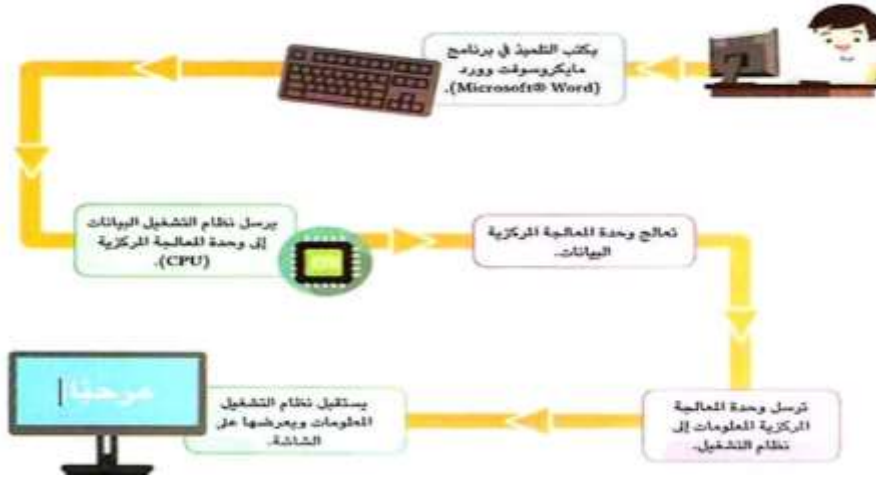 يكتب التلميذ في برنامج
مايكروسوفت وورد
(Microsoft® Word).
يرسل نظام التشغيل البيانات
إلى وحدة المعالجة المركزية
(CPU).
تعالج وحدة المعالجة المركزية
البيانات.
ترسل وحدة المعالجة
المركزية المعلومات إلى
نظام التشغيل.
يستقبل نظام التشغيل
المعلومات ويعرضها على
الشاشة.
مرحبًا